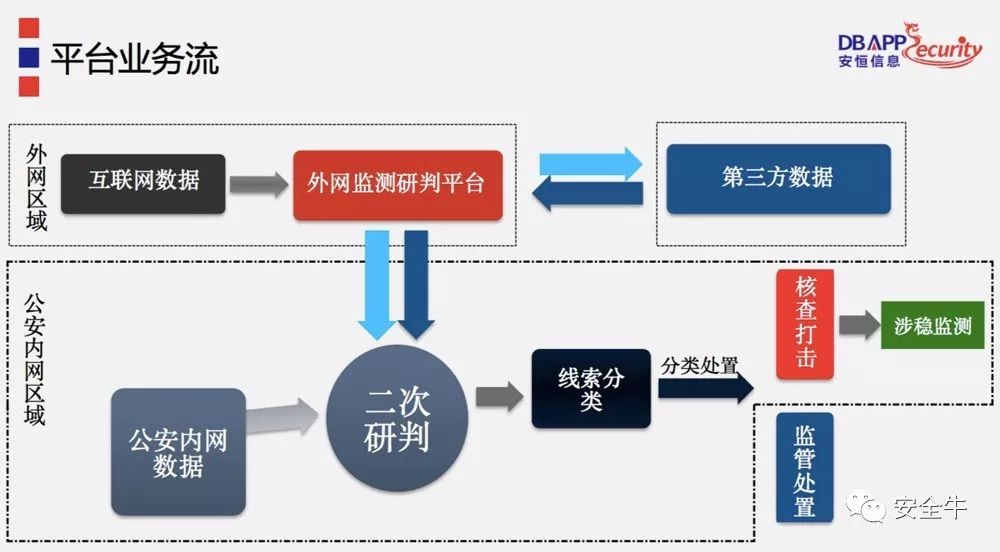 平台业务流
DBAPPSecurity
安恒信息
外网区域
互联网数据
外网监测研判平台
第三方数据
公安内网区域
公安内网
数据
二次
研判
线索分
类
分类处置
核查打击
涉稳监测
监管处置
安全牛